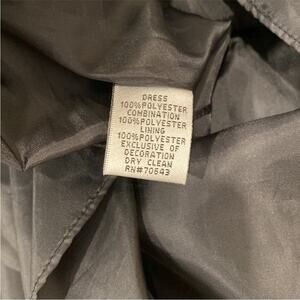 DRESS
100%POLYESTER
COMBINATION
100%POLYESTER
LINING
100%POLYESTER
EXCLUSIVE OF
DECORATION
DRY CLEAN
RN#70643